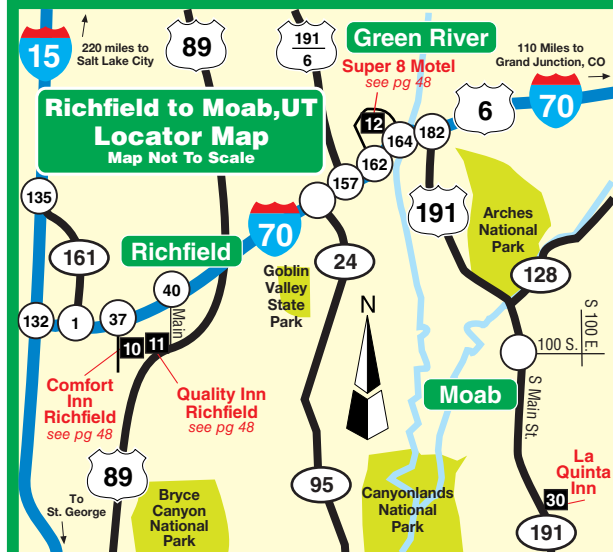 15
220 miles to
Salt Lake City
89
191
6
Green River
Super 8 Motel
see pg 48
12
110 Miles to
Grand Junction, CO
70
6
Richfield to Moab,UT
Locator Map
Map Not To Scale
135
161
132
1
37
40
Main
Richfield
70
157
162
164
182
191
Arches
National
Park
128
Goblin
Valley
State
Park
24
N
10
11
Comfort
Inn
Richfield
see pg 48
Quality Inn
Richfield
see pg 48
S 100 E.
100 S.
S Main St.
Moab
89
To
St. George
Bryce
Canyon
National
Park
95
Canyonlands
National
Park
La
Quinta
Inn
30
191